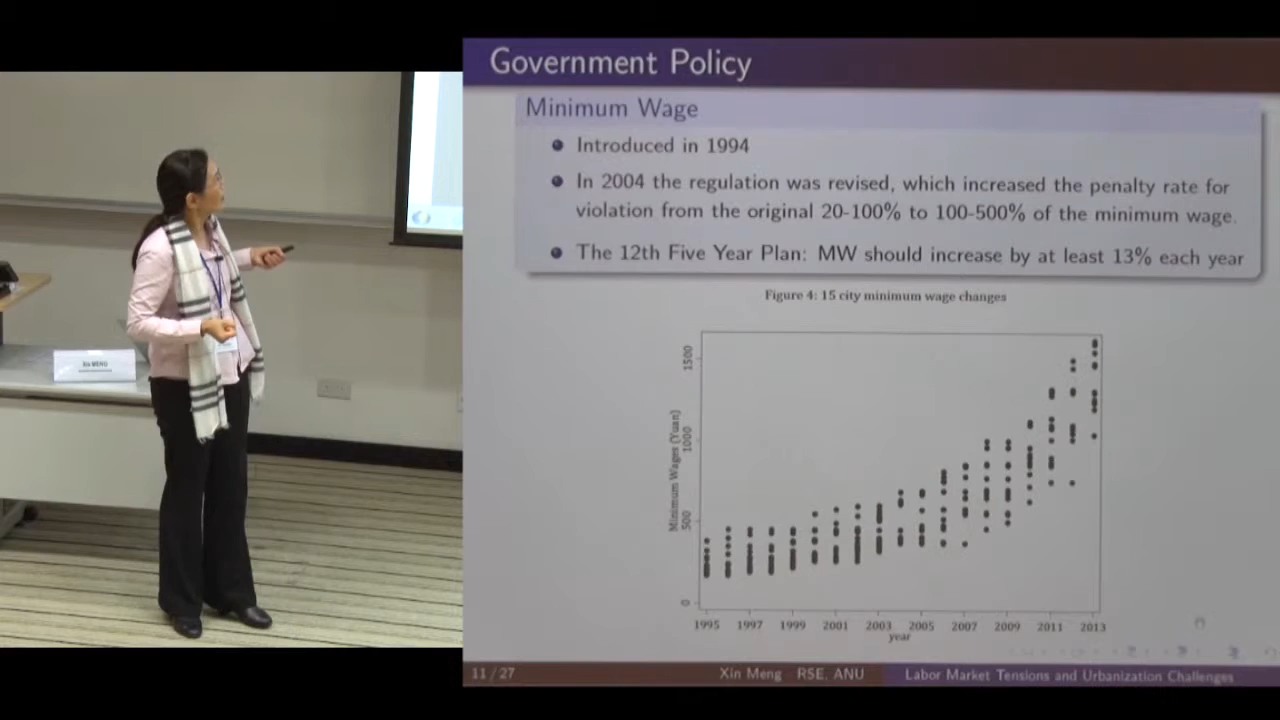 Government Policy
Minimum Wage
Introduced in 1994
In 2004 the regulation was revised, which increased the penalty rate for
violation from the original 20-100% to 100-500% of the minimum wage.
The 12th Five Year Plan: MW should increase by at least 13% each year
Figure 4: 15 city minimum wage changes
Minimum Wages (Yuan)
1500
1000
500
0
1995 1997 1999 2001 2003 2005 2007 2009 2011 2013
year
Xin MENG
11 / 27 Xin Meng RSE, ANU Labor Market Tensions and Urbanization Challenges